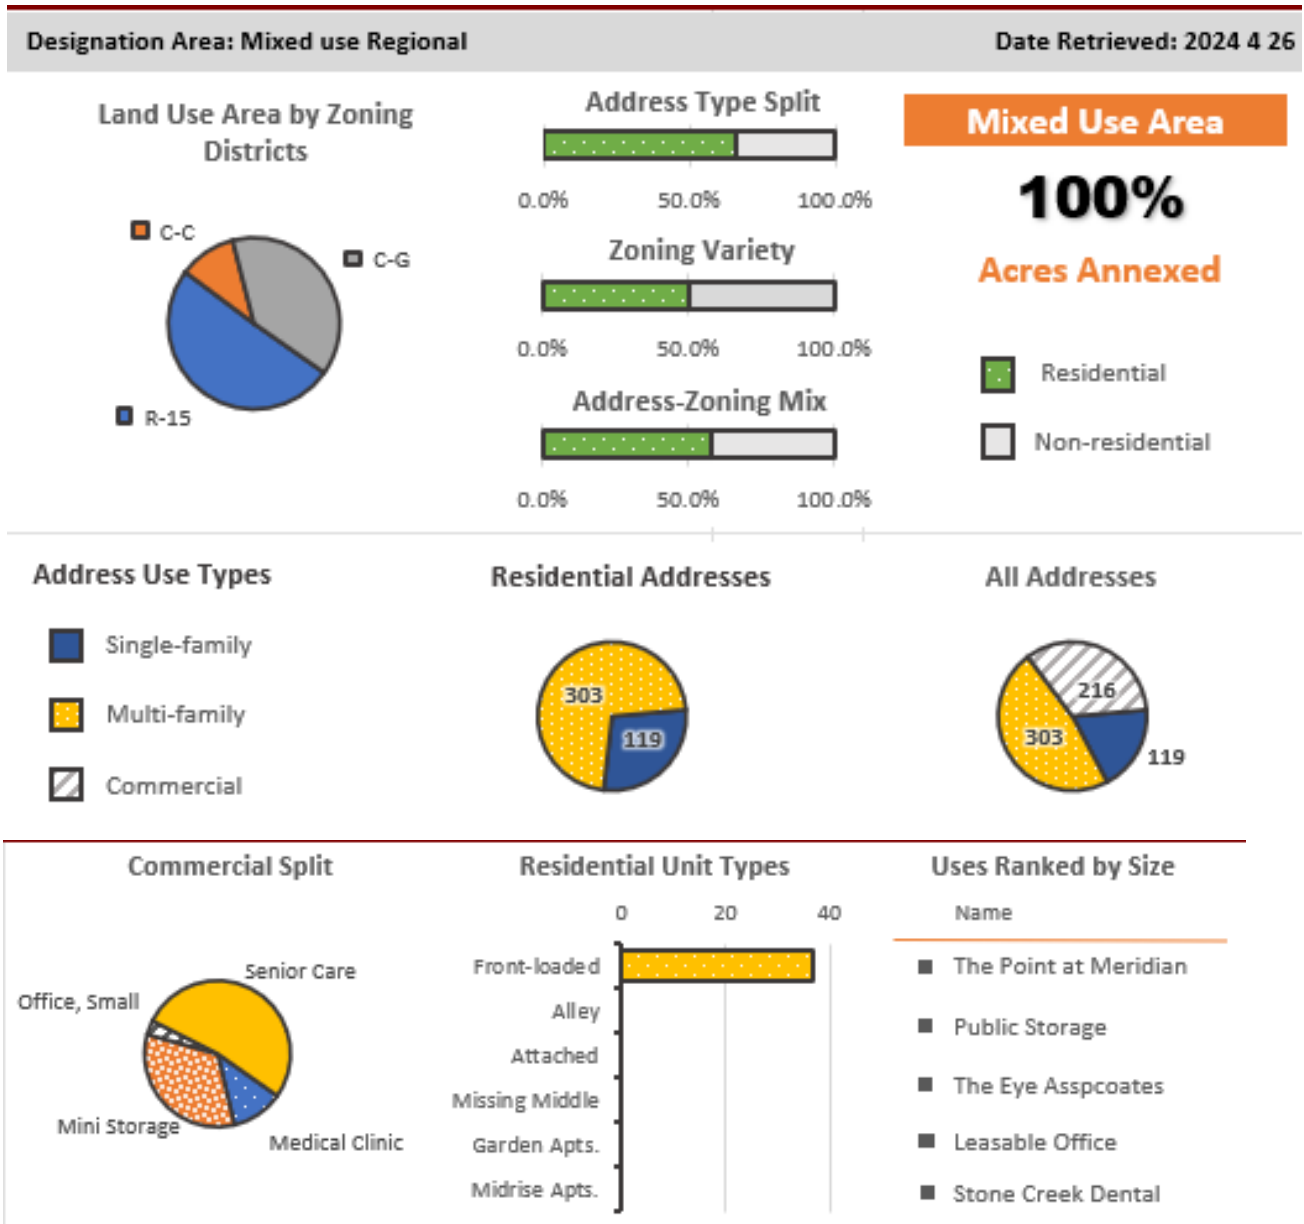 Designation Area: Mixed use Regional
Date Retrieved: 2024 4 26
Land Use Area by Zoning
Districts
C-C
C-G
R-15
Address Type Split
0.0% 50.0% 100.0%
Zoning Variety
0.0% 50.0% 100.0%
Address-Zoning Mix
0.0% 50.0% 100.0%
Mixed Use Area
100%
Acres Annexed
Residential
Non-residential
Address Use Types
Single-family
Multi-family
Commercial
Residential Addresses
303
119
All Addresses
216
303
119
Commercial Split
Senior Care
Office, Small
Mini Storage
Medical Clinic
Residential Unit Types
0 20 40
Front-loaded
Alley
Attached
Missing Middle
Garden Apts.
Midrise Apts.
Uses Ranked by Size
Name
The Point at Meridian
Public Storage
The Eye Asspcoates
Leasable Office
Stone Creek Dental